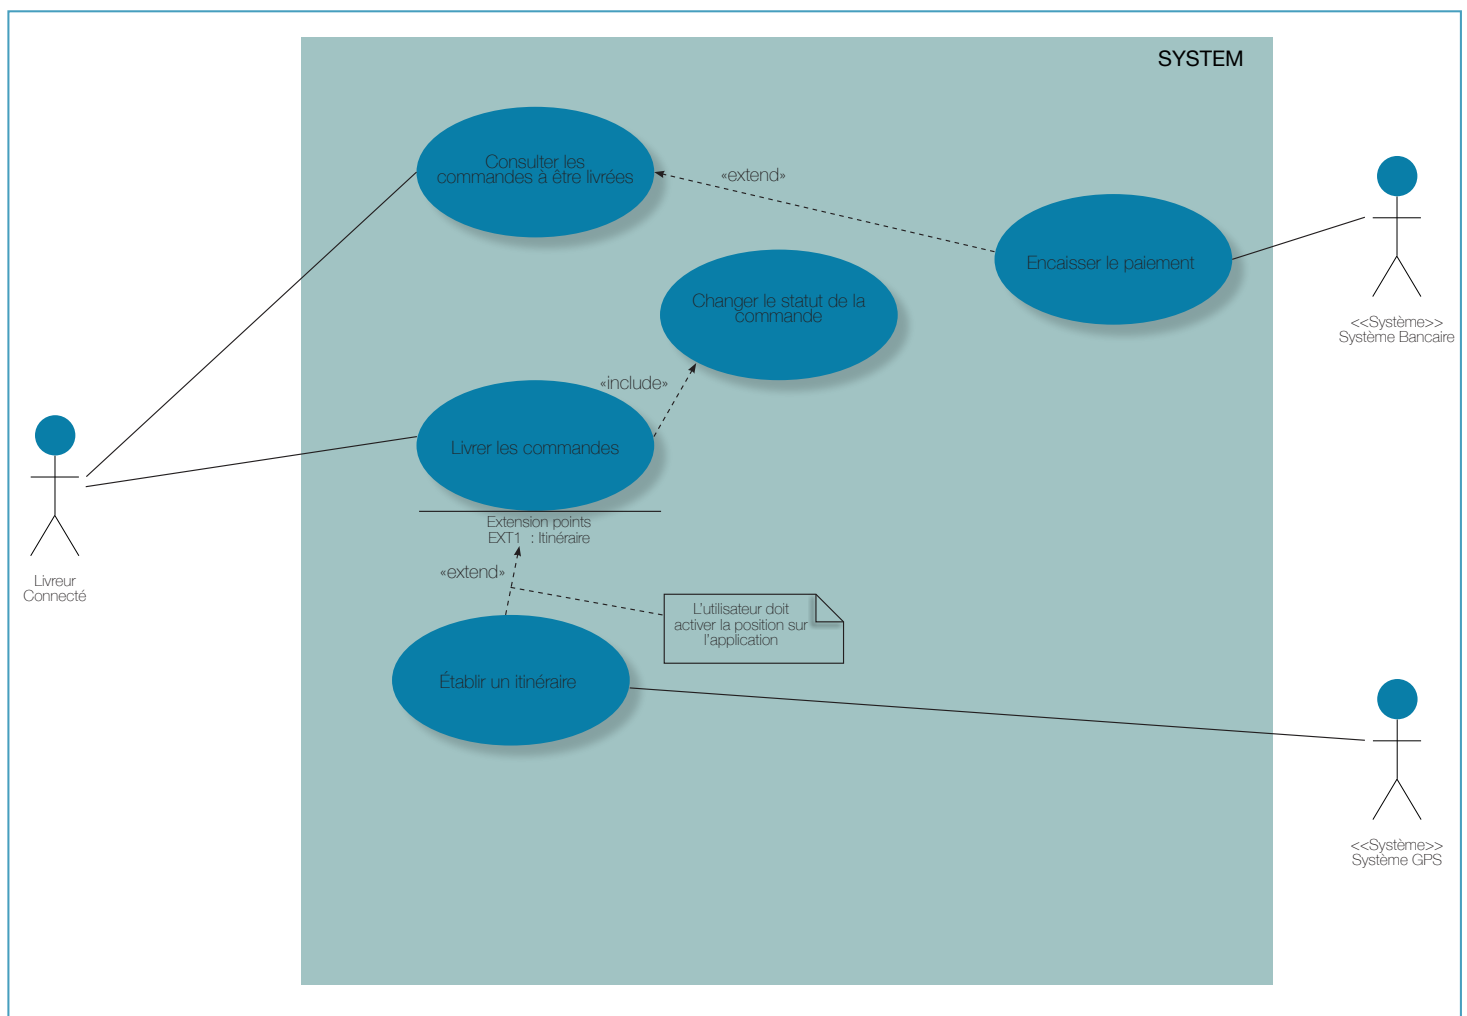 SYSTEM
Consulter les
commandes à être livrées
«extend»
Encaisser le paiement
<<Système>>
Système Bancaire
Changer le statut de la
commande
«include»
Livrer les commandes
Extension points
EXT1 : Itinéraire
«extend»
Livreur
Connecté
L'utilisateur doit
activer la position sur
l'application
Établir un itinéraire
<<Système>>
Système GPS